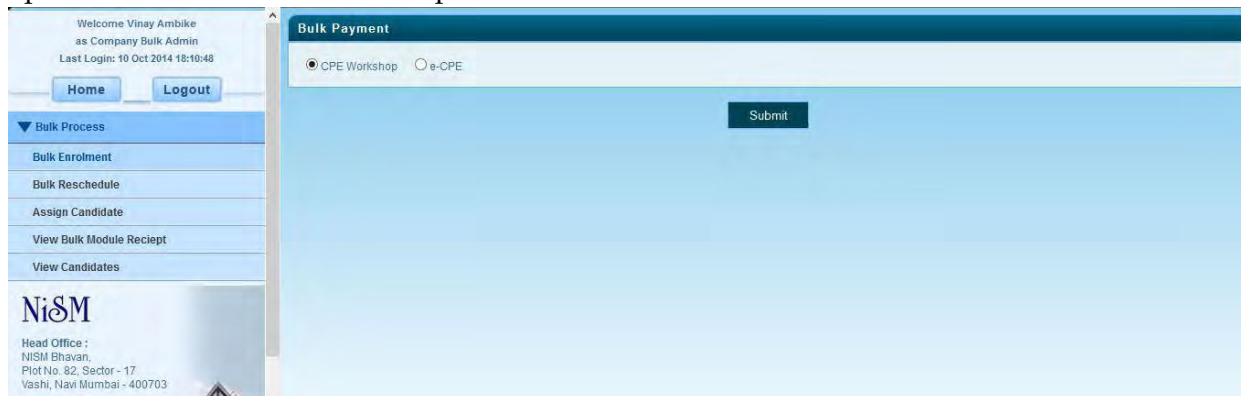 Welcome Vinay Ambike
as Company Bulk Admin
Last Login: 10 Oct 2014 18:10:48
Home Logout
Bulk Process
Bulk Enrolment
Bulk Reschedule
Assign Candidate
View Bulk Module Reciept
View Candidates
NiSM
Head Office :
NISM Bhavan,
Plot No. 82, Sector - 17
Vashi, Navi Mumbai - 400703
Bulk Payment
CPE Workshop e-CPE
Submit